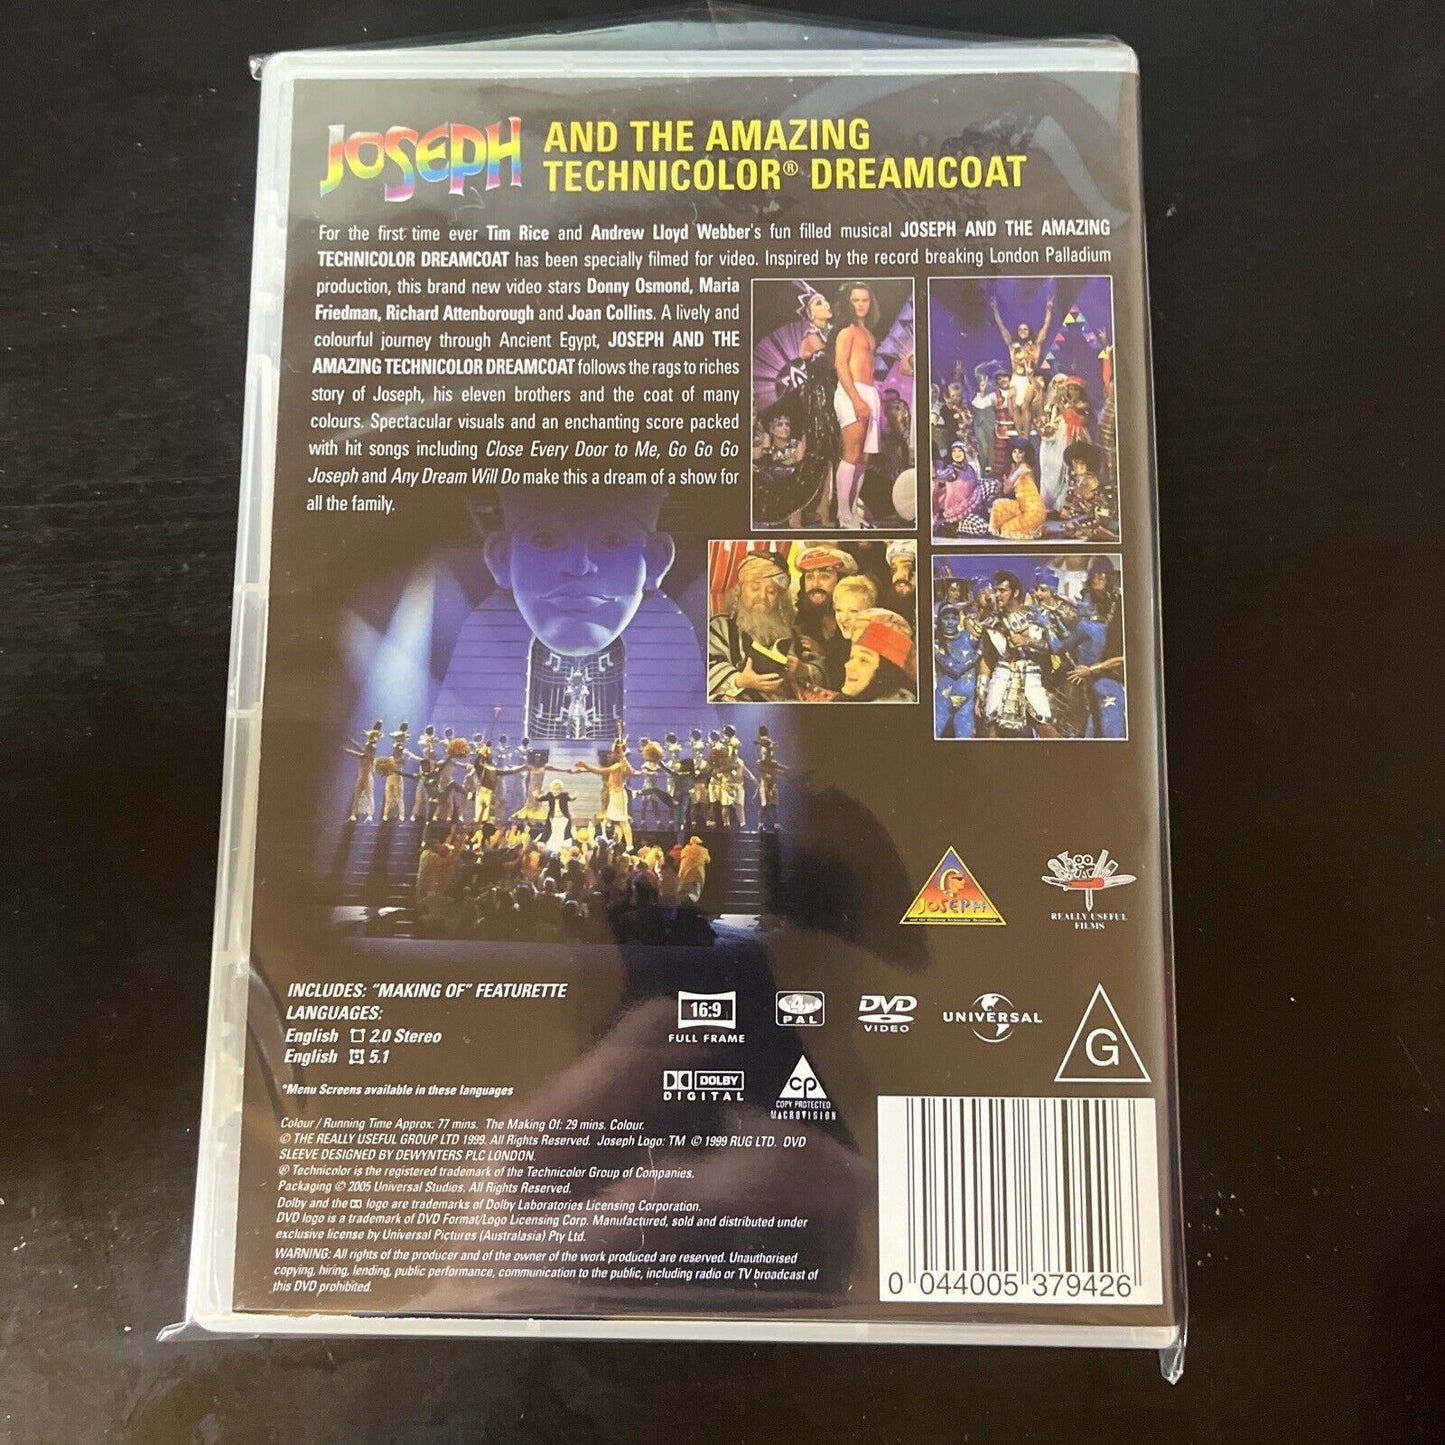 JOSEPH AND THE AMAZING
TECHNICOLOR® DREAMCOAT
For the first time ever Tim Rice and Andrew Lloyd Webber's fun filled musical JOSEPH AND THE AMAZING
TECHNICOLOR DREAMCOAT has been specially filmed for video. Inspired by the record breaking London Palladium
production, this brand new video stars Donny Osmond, Maria
Friedman, Richard Attenborough and Joan Collins. A lively and
colourful journey through Ancient Egypt, JOSEPH AND THE
AMAZING TECHNICOLOR DREAMCOAT follows the rags to riches
story of Joseph, his eleven brothers and the coat of many
colours. Spectacular visuals and an enchanting score packed
with hit songs including Close Every Door to Me, Go Go Go
Joseph and Any Dream Will Do make this a dream of a show for
all the family.
JOSEPH
and the Amazing Technicolor Dreamcoat
REALLY USEFUL
FILMS
INCLUDES: "MAKING OF" FEATURETTE
LANGUAGES:
English 2.0 Stereo
English 5.1
*Menu Screens available in these languages
16:9
FULL FRAME
4
PAL
DVD
VIDEO
UNIVERSAL
G
DOLBY
DIGITAL
CP
COPY PROTECTED
MACROVISION
Colour / Running Time Approx: 77 mins. The Making Of: 29 mins. Colour.
© THE REALLY USEFUL GROUP LTD 1999. All Rights Reserved. Joseph Logo: TM © 1999 RUG LTD. DVD
SLEEVE DESIGNED BY DEWYNTERS PLC LONDON.
® Technicolor is the registered trademark of the Technicolor Group of Companies.
Packaging © 2005 Universal Studios. All Rights Reserved.
Dolby and the logo are trademarks of Dolby Laboratories Licensing Corporation.
DVD logo is a trademark of DVD Format/Logo Licensing Corp. Manufactured, sold and distributed under
exclusive license by Universal Pictures (Australasia) Pty Ltd.
WARNING: All rights of the producer and of the owner of the work produced are reserved. Unauthorised
copying, hiring, lending, public performance, communication to the public, including radio or TV broadcast of
this DVD prohibited.
0 044005 379426